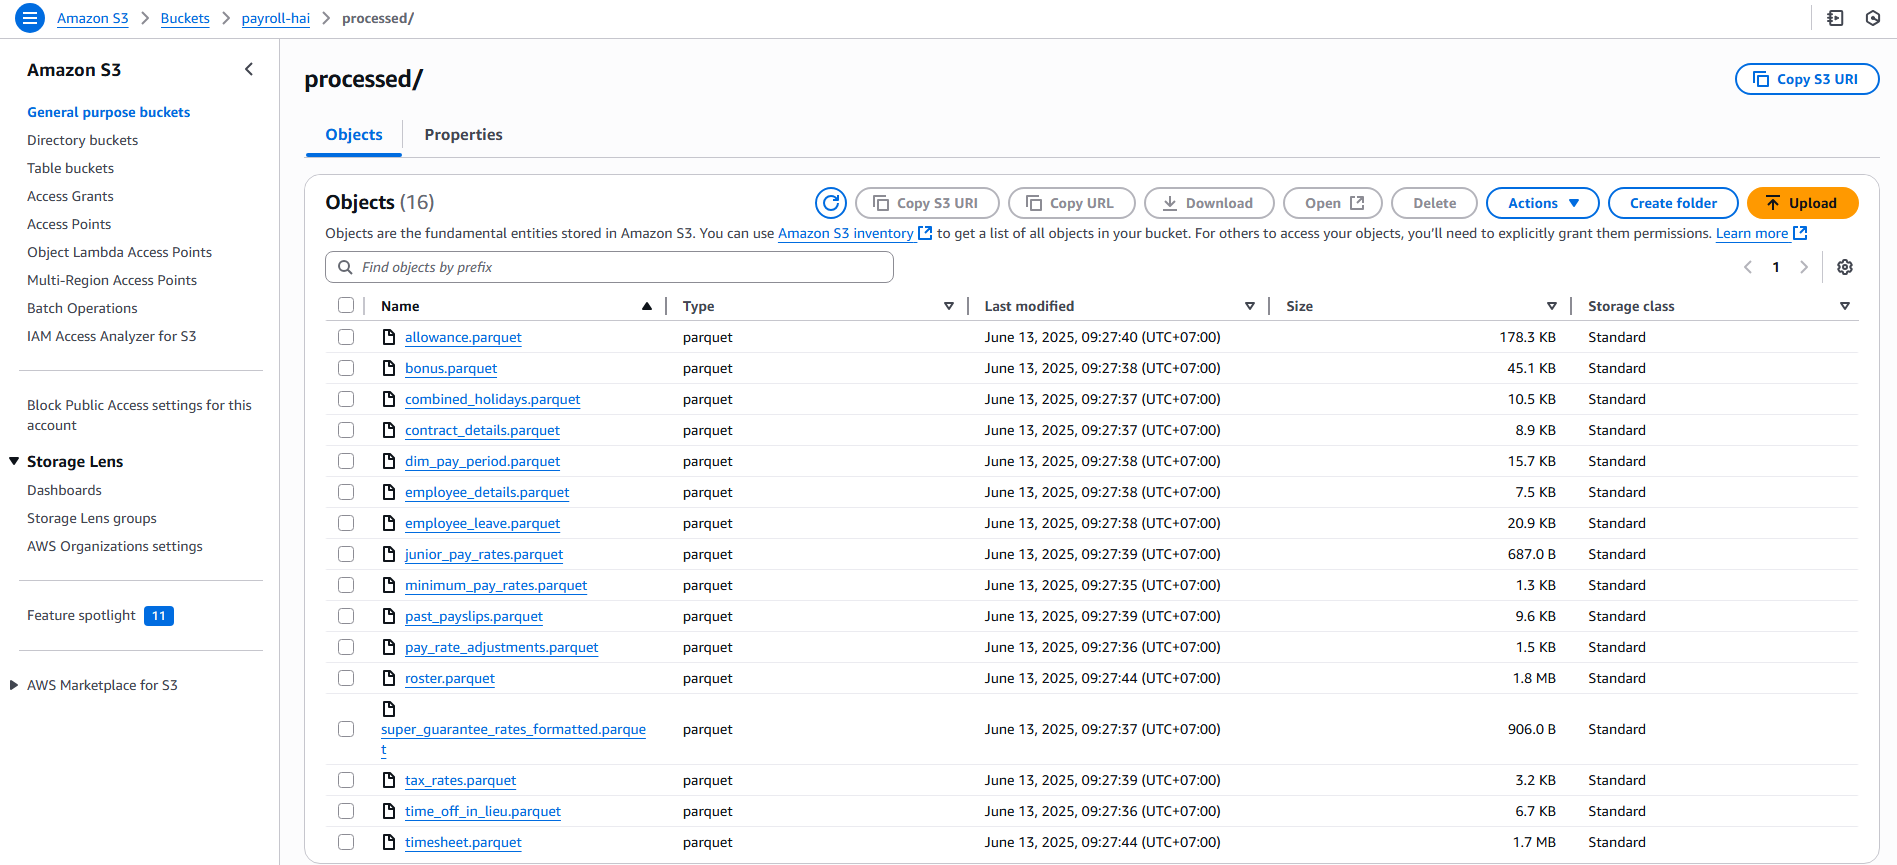 Amazon S3 > Buckets > payroll-hai > processed/
Amazon S3
General purpose buckets
Directory buckets
Table buckets
Access Grants
Access Points
Object Lambda Access Points
Multi-Region Access Points
Batch Operations
IAM Access Analyzer for S3
Block Public Access settings for this
account
Storage Lens
Dashboards
Storage Lens groups
AWS Organizations settings
Feature spotlight 11
AWS Marketplace for S3
processed/
Copy S3 URI
Objects Properties
Objects (16)
Copy S3 URI Copy URL Download Open Delete Actions Create folder Upload
Objects are the fundamental entities stored in Amazon S3. You can use Amazon S3 inventory to get a list of all objects in your bucket. For others to access your objects, you'll need to explicitly grant them permissions. Learn more
Find objects by prefix
1
Name Type Last modified Size Storage class
allowance.parquet parquet June 13, 2025, 09:27:40 (UTC+07:00) 178.3 KB Standard
bonus.parquet parquet June 13, 2025, 09:27:38 (UTC+07:00) 45.1 KB Standard
combined_holidays.parquet parquet June 13, 2025, 09:27:37 (UTC+07:00) 10.5 KB Standard
contract_details.parquet parquet June 13, 2025, 09:27:37 (UTC+07:00) 8.9 KB Standard
dim_pay_period.parquet parquet June 13, 2025, 09:27:38 (UTC+07:00) 15.7 KB Standard
employee_details.parquet parquet June 13, 2025, 09:27:38 (UTC+07:00) 7.5 KB Standard
employee_leave.parquet parquet June 13, 2025, 09:27:38 (UTC+07:00) 20.9 KB Standard
junior_pay_rates.parquet parquet June 13, 2025, 09:27:39 (UTC+07:00) 687.0 B Standard
minimum_pay_rates.parquet parquet June 13, 2025, 09:27:35 (UTC+07:00) 1.3 KB Standard
past_payslips.parquet parquet June 13, 2025, 09:27:39 (UTC+07:00) 9.6 KB Standard
pay_rate_adjustments.parquet parquet June 13, 2025, 09:27:36 (UTC+07:00) 1.5 KB Standard
roster.parquet parquet June 13, 2025, 09:27:44 (UTC+07:00) 1.8 MB Standard
super_guarantee_rates_formatted.parque parquet June 13, 2025, 09:27:37 (UTC+07:00) 906.0 B Standard
t
tax_rates.parquet parquet June 13, 2025, 09:27:39 (UTC+07:00) 3.2 KB Standard
time_off_in_lieu.parquet parquet June 13, 2025, 09:27:36 (UTC+07:00) 6.7 KB Standard
timesheet.parquet parquet June 13, 2025, 09:27:44 (UTC+07:00) 1.7 MB Standard